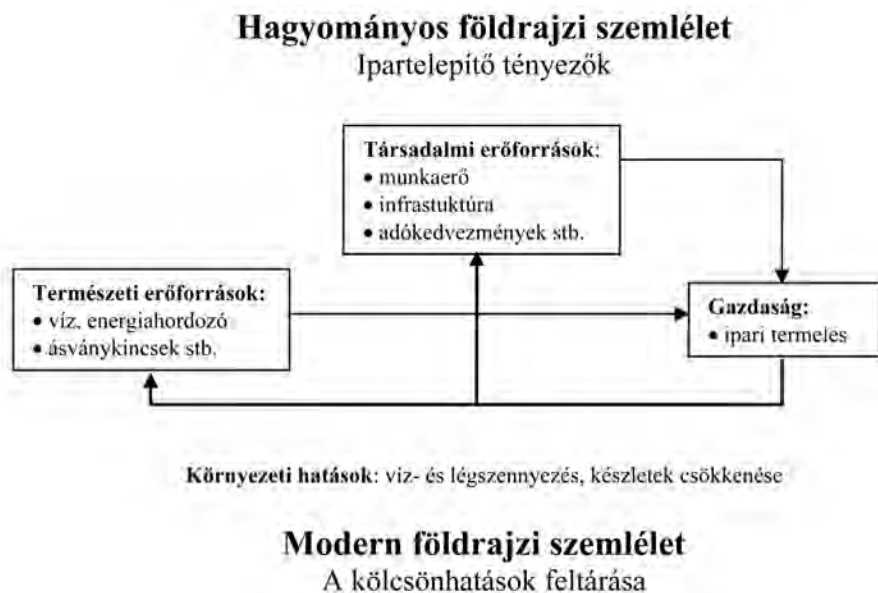 Hagyományos földrajzi szemlélet
Ipartelepítő tényezők
Társadalmi erőforrások:
• munkaerő
• infrastuktúra
• adókedvezmények stb.
Természeti erőforrások:
• víz, energiahordozó
• ásványkincsek stb.
Gazdaság:
• ipari termeles
Környezeti hatások: víz- és légszennyezés, készletek csökkenése
Modern földrajzi szemlélet
A kölcsönhatások feltárása